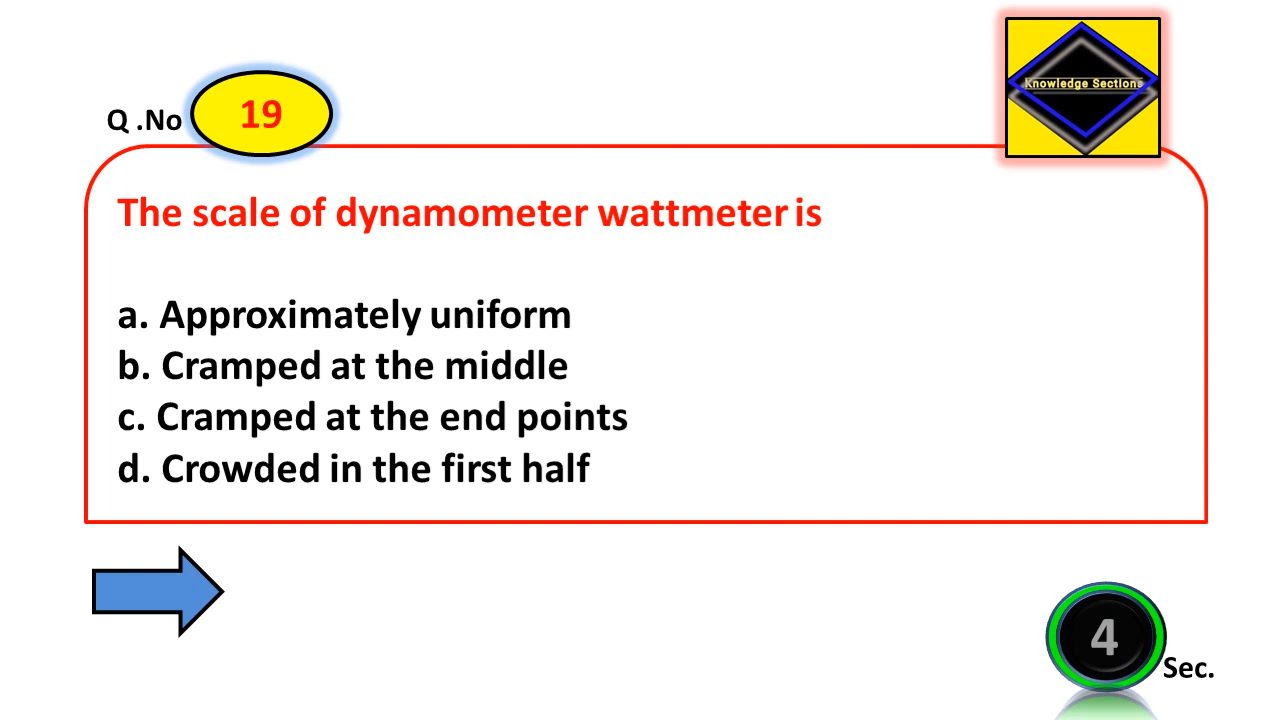 Knowledge Sections
Q .No 19
The scale of dynamometer wattmeter is
a. Approximately uniform
b. Cramped at the middle
c. Cramped at the end points
d. Crowded in the first half
4 Sec.